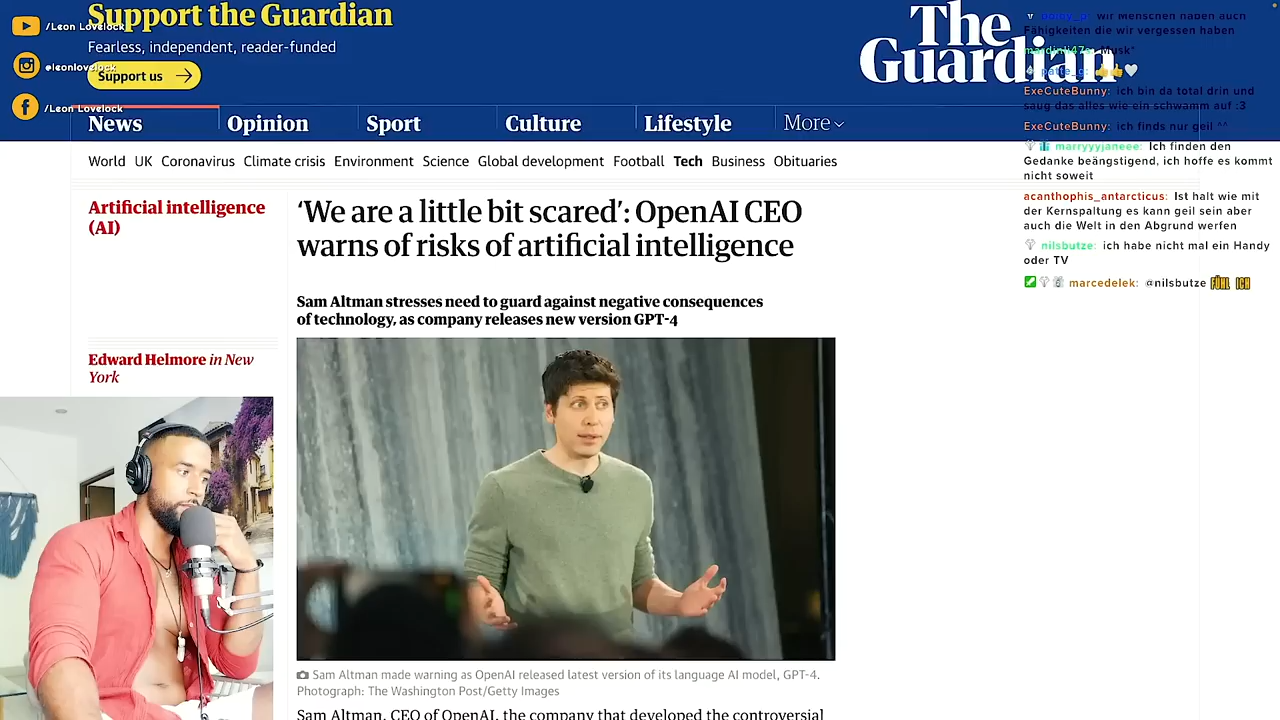 Support the Guardian
Fearless, independent, reader-funded
Support us
/Leon Lovelock
@leonlovelock
/Leon Lovelock
The
Guardian
News Opinion Sport Culture Lifestyle More
World UK Coronavirus Climate crisis Environment Science Global development Football Tech Business Obituaries
Artificial intelligence
(AI)
‘We are a little bit scared’: OpenAI CEO
warns of risks of artificial intelligence
Sam Altman stresses need to guard against negative consequences
of technology, as company releases new version GPT-4
Edward Helmore in New
York
Sam Altman made warning as OpenAI released latest version of its language AI model, GPT-4.
Photograph: The Washington Post/Getty Images
Sam Altman, CEO of OpenAI, the company that developed the controversial
wir Menschen haben auch
Fähigkeiten die wir vergessen haben
Musk*
ExeCuteBunny: ich bin da total drin und
saug das alles wie ein schwamm auf :3
ExeCuteBunny: ich finds nur geil ^^
marryyyjaneee: Ich finden den
Gedanke beängstigend, ich hoffe es kommt
nicht soweit
acanthophis_antarcticus: Ist halt wie mit
der Kernspaltung es kann geil sein aber
auch die Welt in den Abgrund werfen
nilsbutze: ich habe nicht mal ein Handy
oder TV
marcedelek: @nilsbutze FÜHL ICH